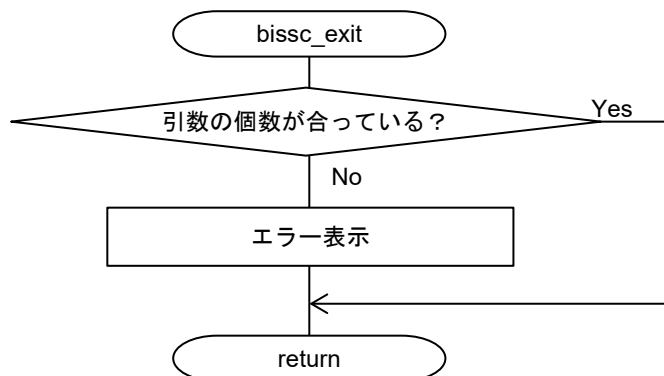 bissc_exit
引数の個数が合っている？
Yes
No
エラー表示
return